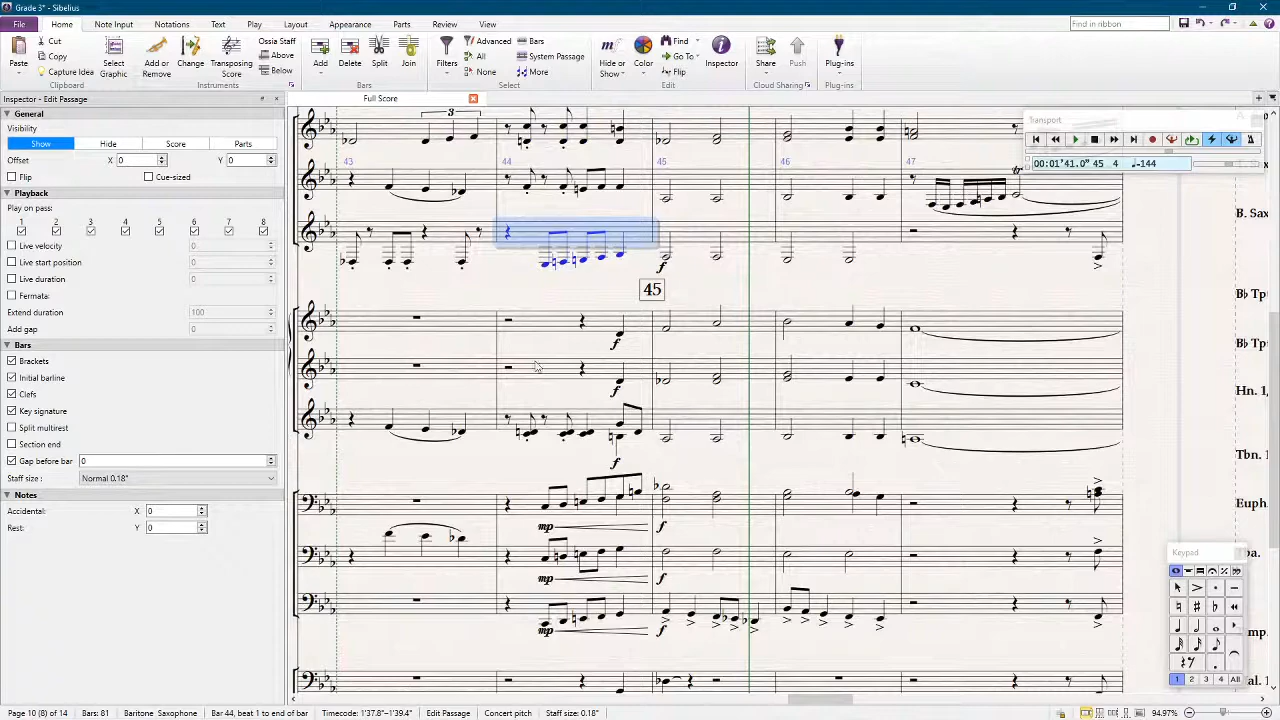 Grade 3* - Sibelius
File Home Note Input Notations Text Play Layout Appearance Parts Review View Find in ribbon
Paste Cut Copy Capture Idea Select Graphic Add or Remove Change Transposing Score Ossia Staff Above Below Add Delete Split Join Filters Advanced All None Bars System Passage More Hide or Show Color Find Go To Flip Inspector Share Push Plug-ins
Clipboard Instruments Bars Select Edit Cloud Sharing Plug-ins
Inspector - Edit Passage Full Score
General
Visibility
Show Hide Score Parts
Offset X 0 Y 0
Flip Cue-sized
Playback
Play on pass:
1 2 3 4 5 6 7 8
Live velocity 0
Live start position 0
Live duration 0
Fermata:
Extend duration 100
Add gap 0
Bars
Brackets
Initial barline
Clefs
Key signature
Split multirest
Section end
Gap before bar 0
Staff size : Normal 0.18"
Notes
Accidental: X 0
Rest: Y 0
3
43 44 45 46 47
tr
f
45
f
f
f
mp f
mp f
mp f
Transport
00:01'41.0" 45 4 ♩=144
B. Sax
B♭ Tp
B♭ Tp
Hn. 1,
Tbn. 1
Euph.
Keypad
1 2 3 4 All
Page 10 (8) of 14 Bars: 81 Baritone Saxophone Bar 44, beat 1 to end of bar Timecode: 1'37.8"–1'39.4" Edit Passage Concert pitch Staff size: 0.18" 94.97%